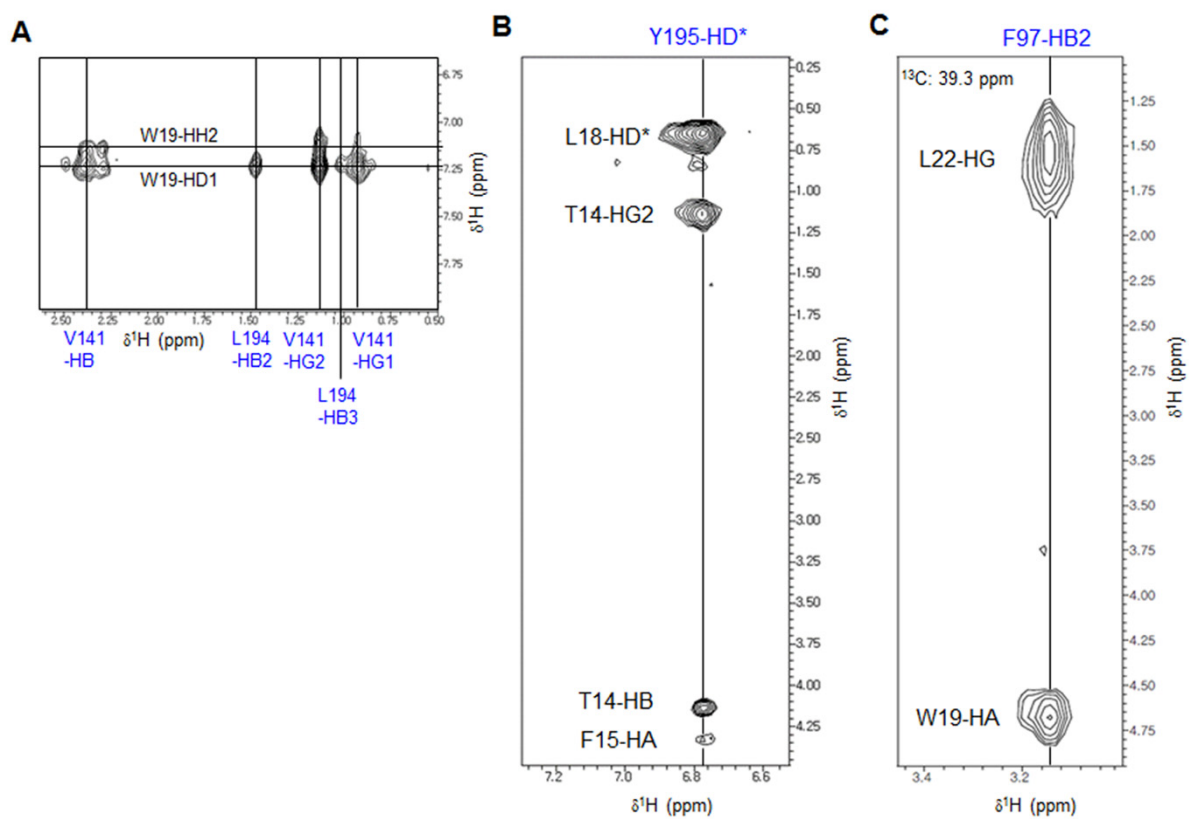 A
W19-HH2
W19-HD1
6.75
7.00
7.25
7.50
7.75
δ¹H (ppm)
2.50
2.00
1.50
1.25
1.00
0.75
0.50
δ¹H (ppm)
V141
-HB
L194
-HB2
V141
-HG2
V141
-HG1
L194
-HB3
B
Y195-HD*
L18-HD*
T14-HG2
T14-HB
F15-HA
0.25
0.50
0.75
1.00
1.25
1.50
1.75
2.00
2.25
2.50
2.75
3.00
3.25
3.50
3.75
4.00
4.25
δ¹H (ppm)
7.2
7.0
6.8
6.6
δ¹H (ppm)
C
F97-HB2
¹³C: 39.3 ppm
L22-HG
W19-HA
1.25
1.50
1.75
2.00
2.25
2.50
2.75
3.00
3.25
3.50
3.75
4.00
4.25
4.50
4.75
δ¹H (ppm)
3.4
3.2
δ¹H (ppm)